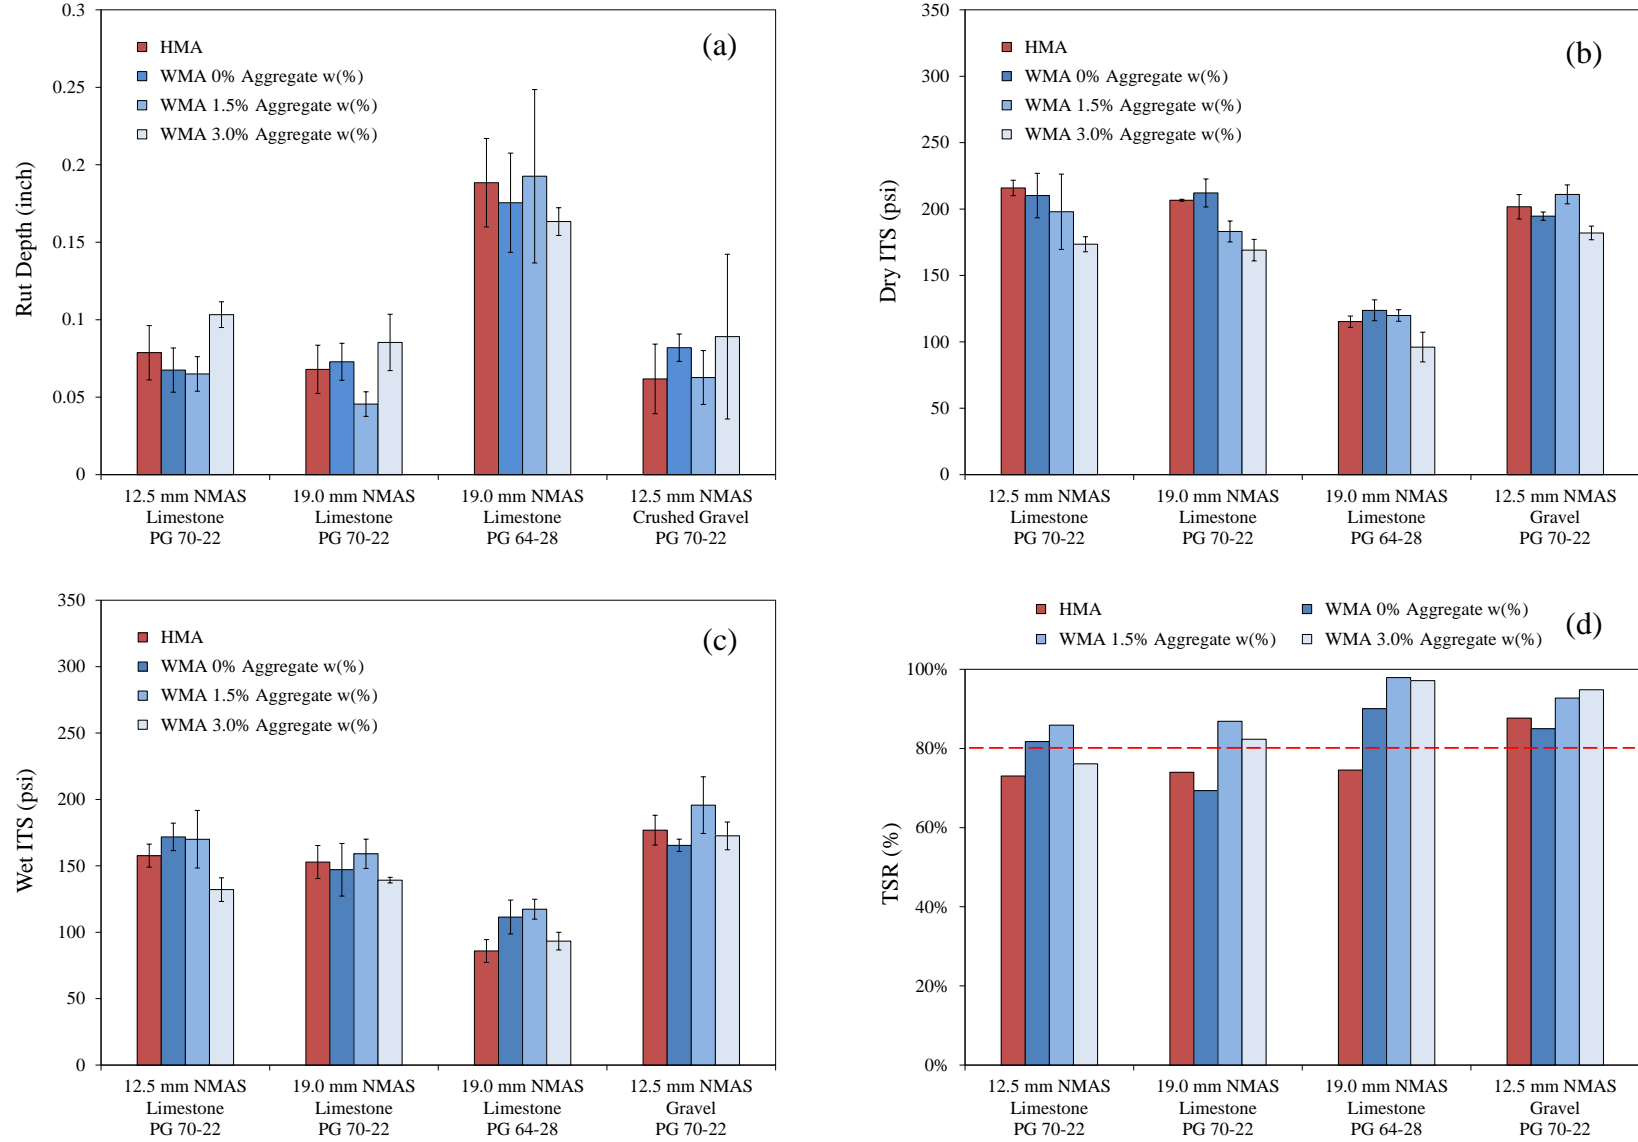 (a)
HMA
WMA 0% Aggregate w(%)
WMA 1.5% Aggregate w(%)
WMA 3.0% Aggregate w(%)
Rut Depth (inch)
0.3
0.25
0.2
0.15
0.1
0.05
0
12.5 mm NMAS
Limestone
PG 70-22
19.0 mm NMAS
Limestone
PG 70-22
19.0 mm NMAS
Limestone
PG 64-28
12.5 mm NMAS
Crushed Gravel
PG 70-22
(b)
HMA
WMA 0% Aggregate w(%)
WMA 1.5% Aggregate w(%)
WMA 3.0% Aggregate w(%)
Dry ITS (psi)
350
300
250
200
150
100
50
0
12.5 mm NMAS
Limestone
PG 70-22
19.0 mm NMAS
Limestone
PG 70-22
19.0 mm NMAS
Limestone
PG 64-28
12.5 mm NMAS
Gravel
PG 70-22
(c)
HMA
WMA 0% Aggregate w(%)
WMA 1.5% Aggregate w(%)
WMA 3.0% Aggregate w(%)
Wet ITS (psi)
350
300
250
200
150
100
50
0
12.5 mm NMAS
Limestone
PG 70-22
19.0 mm NMAS
Limestone
PG 70-22
19.0 mm NMAS
Limestone
PG 64-28
12.5 mm NMAS
Gravel
PG 70-22
HMA
WMA 0% Aggregate w(%)
WMA 1.5% Aggregate w(%)
WMA 3.0% Aggregate w(%)
(d)
TSR (%)
100%
80%
60%
40%
20%
0%
12.5 mm NMAS
Limestone
PG 70-22
19.0 mm NMAS
Limestone
PG 70-22
19.0 mm NMAS
Limestone
PG 64-28
12.5 mm NMAS
Gravel
PG 70-22